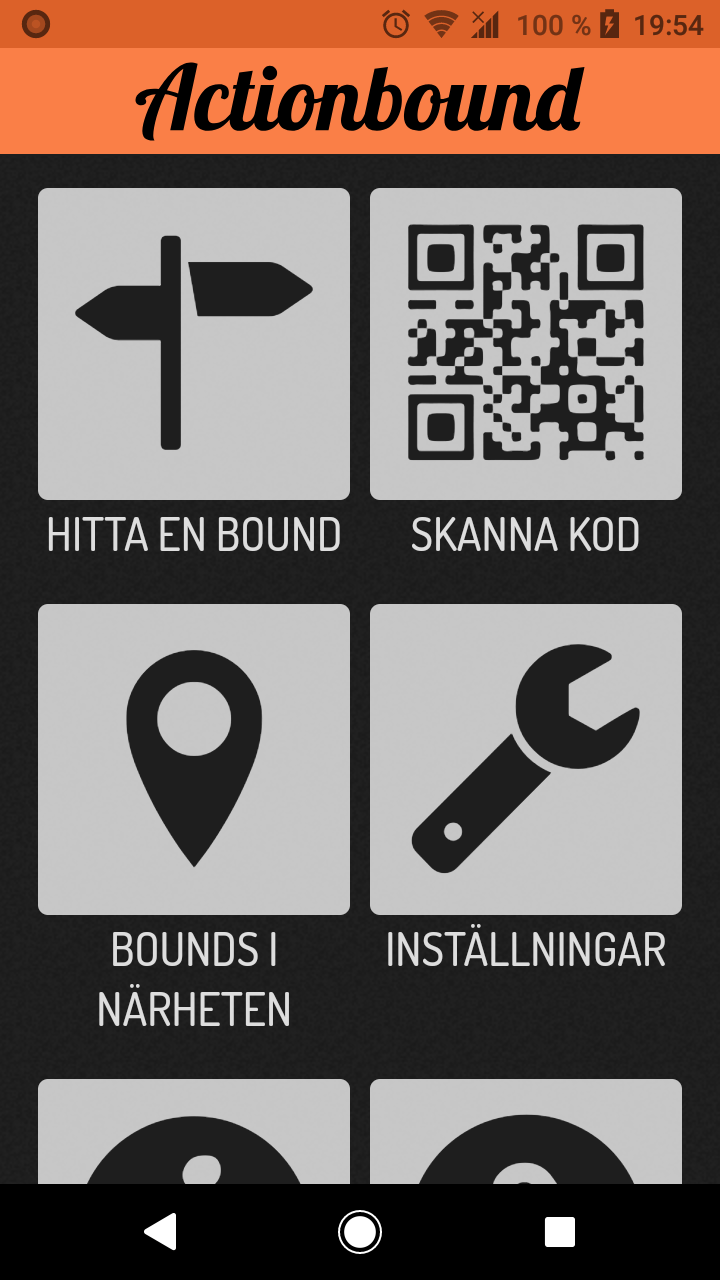 100 % 19:54
Actionbound
HITTA EN BOUND
SKANNA KOD
BOUNDS I
NÄRHETEN
INSTÄLLNINGAR